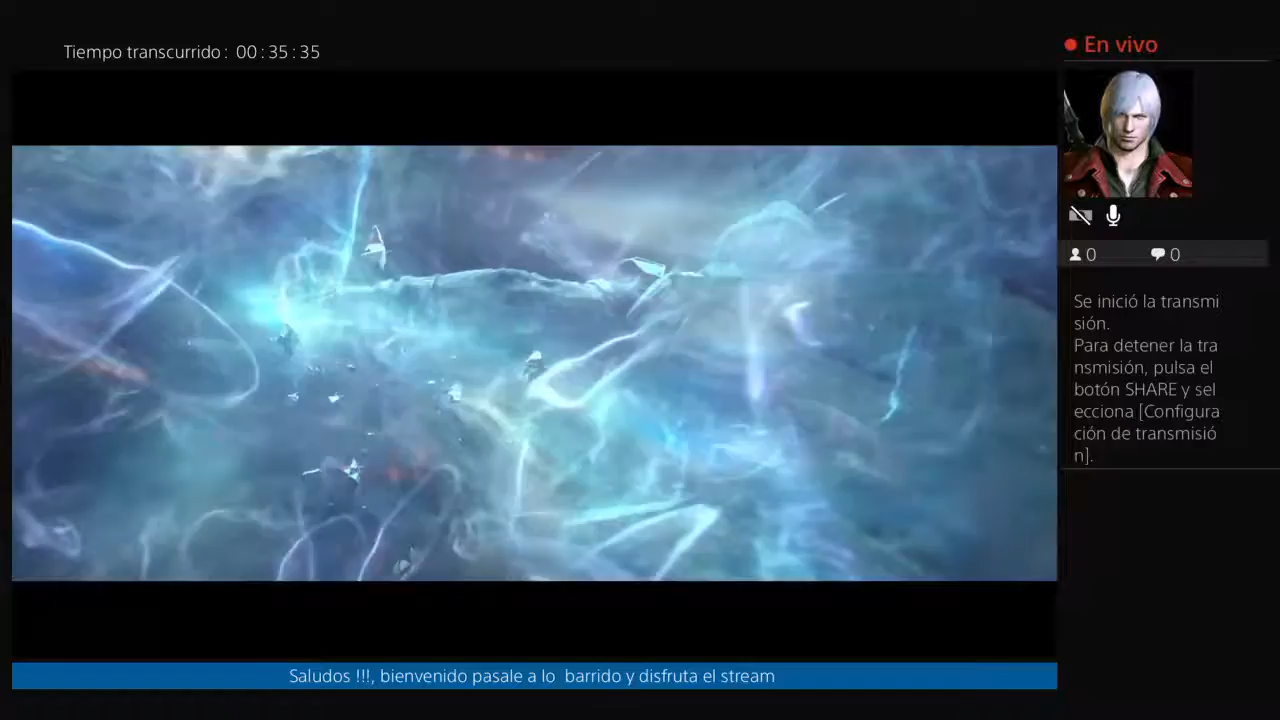 Tiempo transcurrido : 00 : 35 : 35
En vivo
0 0
Se inició la transmi
sión.
Para detener la tra
nsmisión, pulsa el
botón SHARE y sel
ecciona [Configura
ción de transmisió
n].
Saludos !!!, bienvenido pasale a lo  barrido y disfruta el stream